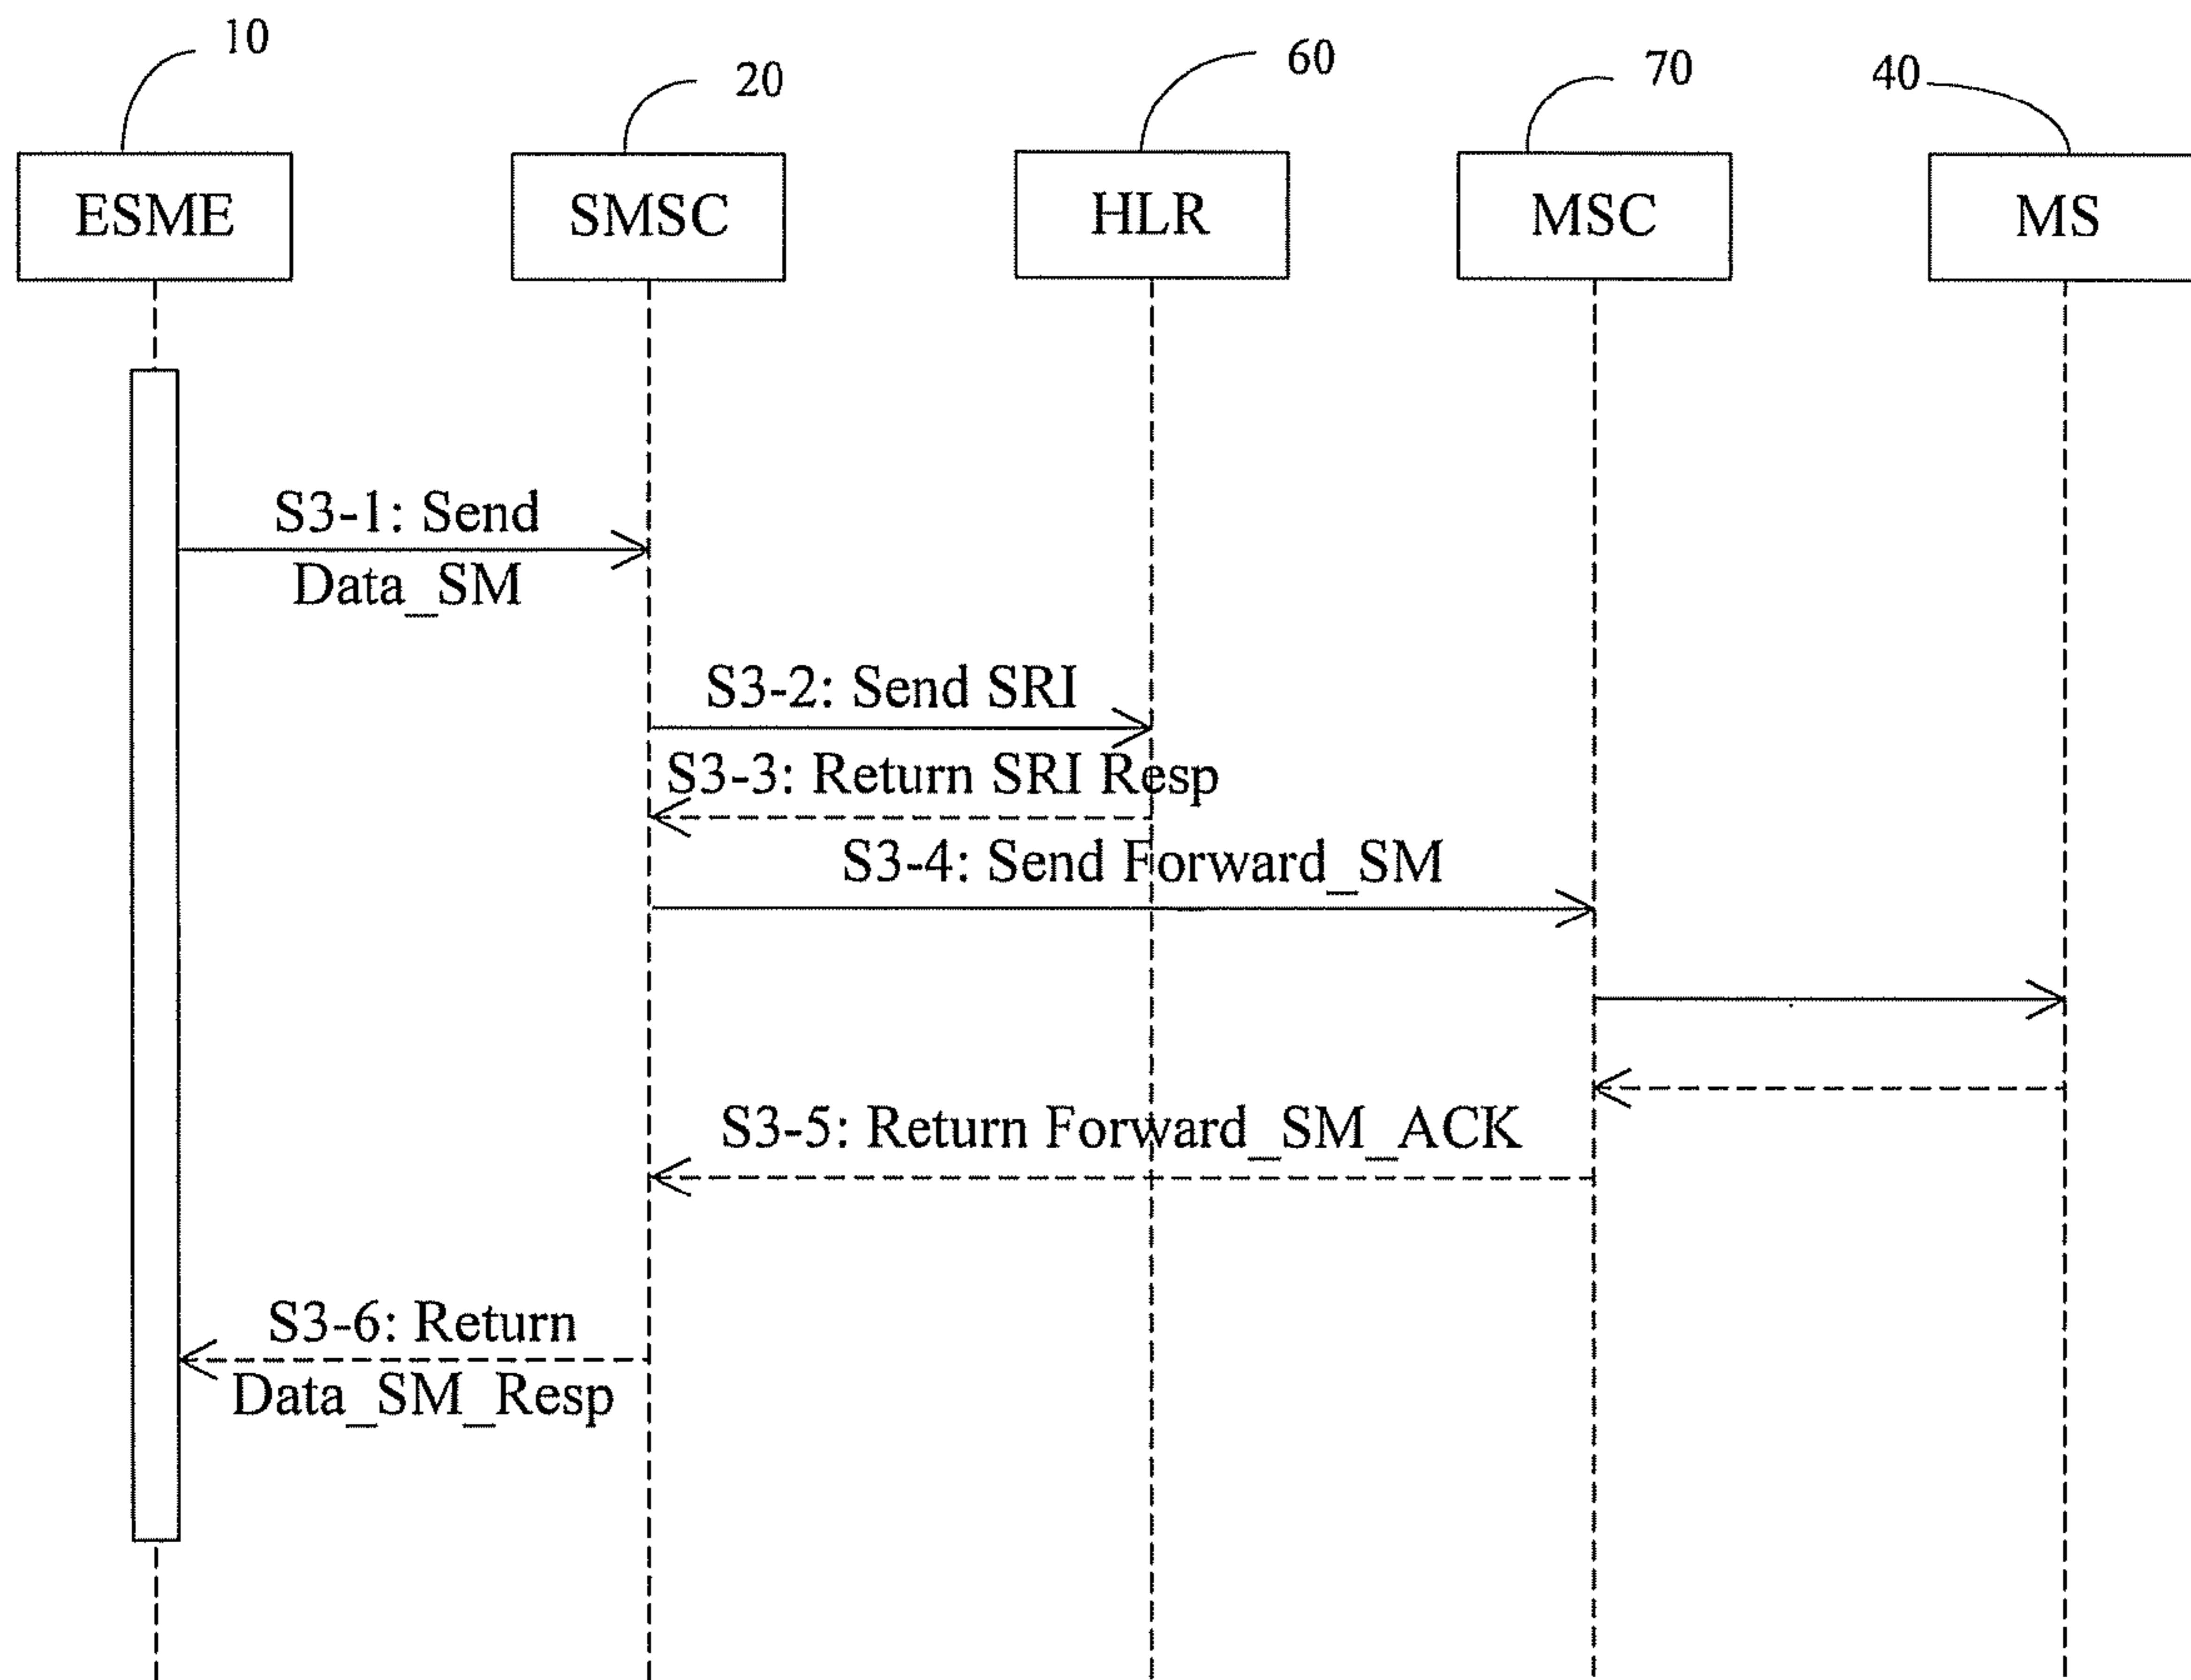 10
20
60
70
40
ESME
SMSC
HLR
MSC
MS
S3-1: Send
Data_SM
S3-2: Send SRI
S3-3: Return SRI Resp
S3-4: Send Forward_SM
S3-5: Return Forward_SM_ACK
S3-6: Return
Data_SM_Resp